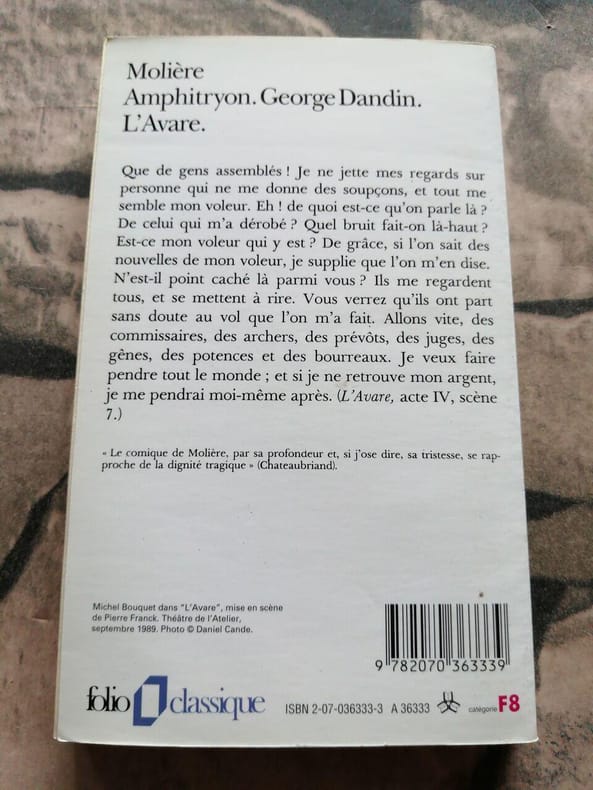 Molière
Amphitryon. George Dandin.
L'Avare.
Que de gens assemblés ! Je ne jette mes regards sur
personne qui ne me donne des soupçons, et tout me
semble mon voleur. Eh ! de quoi est-ce qu'on parle là ?
De celui qui m'a dérobé ? Quel bruit fait-on là-haut ?
Est-ce mon voleur qui y est ? De grâce, si l'on sait des
nouvelles de mon voleur, je supplie que l'on m'en dise.
N'est-il point caché là parmi vous ? Ils me regardent
tous, et se mettent à rire. Vous verrez qu'ils ont part
sans doute au vol que l'on m'a fait. Allons vite, des
commissaires, des archers, des prévôts, des juges, des
gênes, des potences et des bourreaux. Je veux faire
pendre tout le monde ; et si je ne retrouve mon argent,
je me pendrai moi-même après. (L'Avare, acte IV, scène
7.)
« Le comique de Molière, par sa profondeur et, si j'ose dire, sa tristesse, se rap-
proche de la dignité tragique » (Chateaubriand).
Michel Bouquet dans "L'Avare", mise en scène
de Pierre Franck. Théâtre de l'Atelier,
septembre 1989. Photo © Daniel Cande.
9 782070 363339
folio classique
ISBN 2-07-036333-3 A 36333 catégorie F8